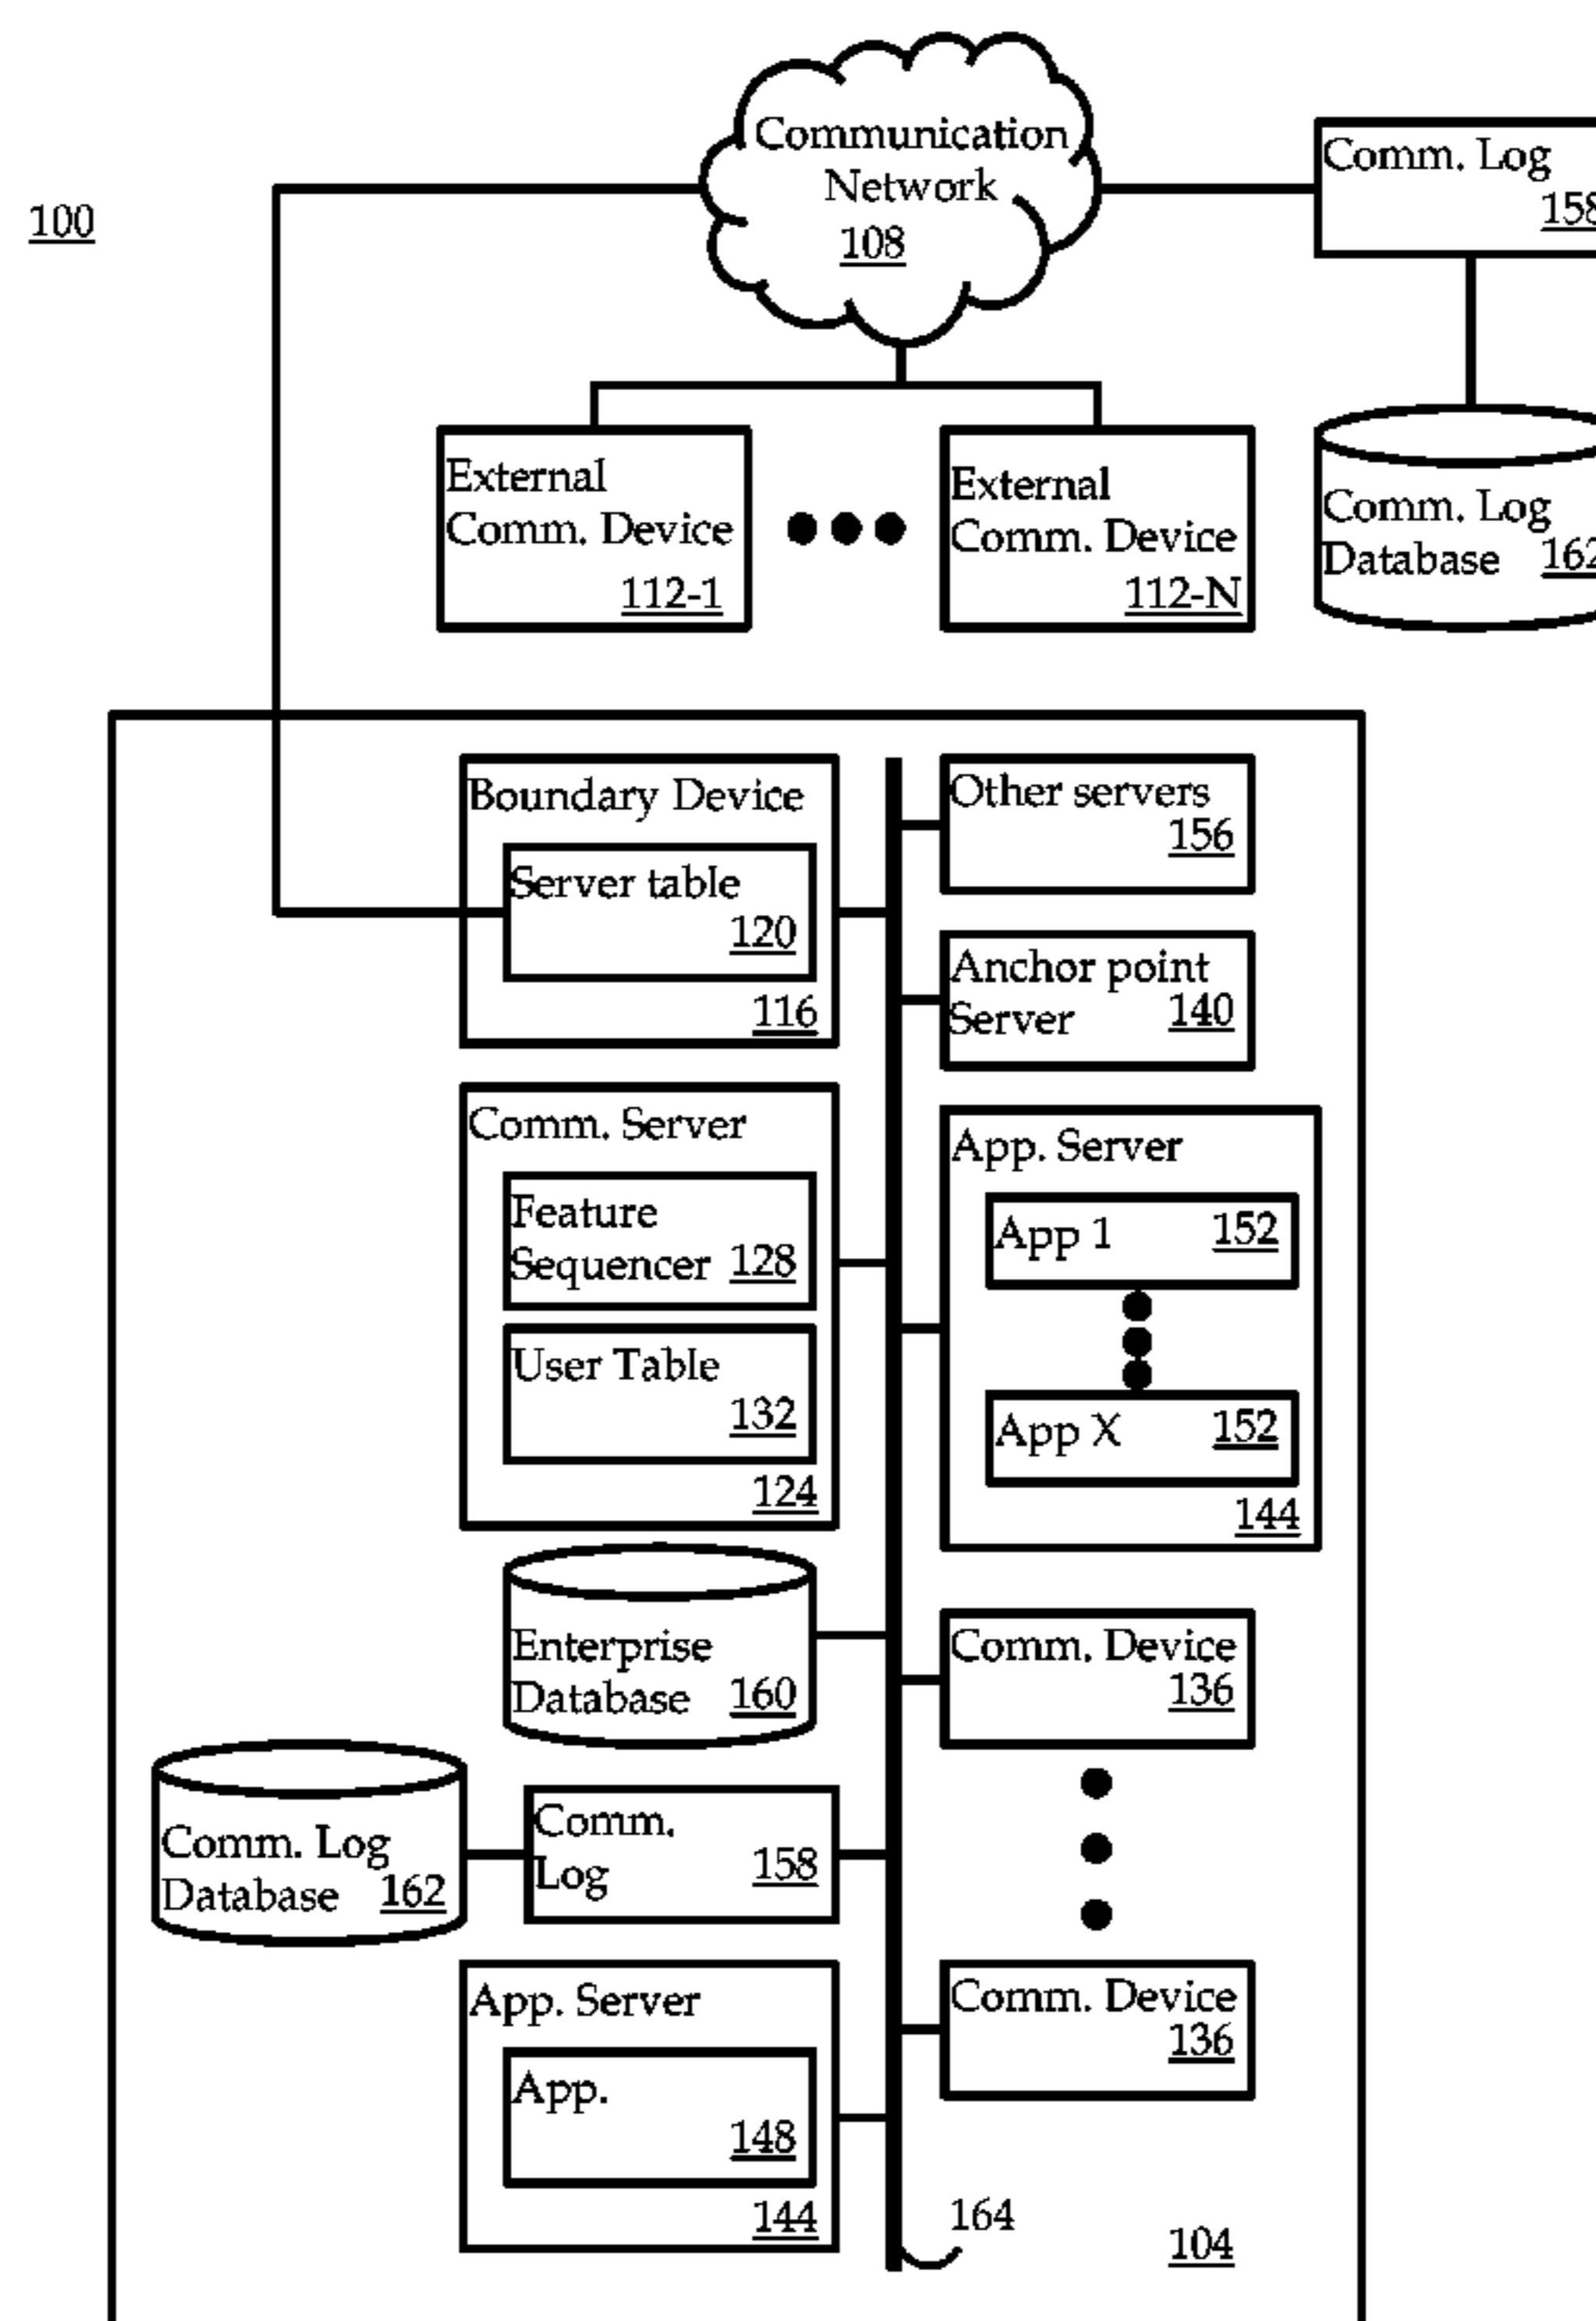 100
Communication
Network
108
Comm. Log
158
External
Comm. Device
112-1
External
Comm. Device
112-N
Comm. Log
Database 162
Boundary Device
Server table
120
116
Other servers
156
Anchor point
Server 140
Comm. Server
Feature
Sequencer 128
User Table
132
124
App. Server
App 1 152
App X 152
144
Enterprise
Database 160
Comm. Device
136
Comm. Log
Database 162
Comm.
Log 158
App. Server
App.
148
144
Comm. Device
136
164
104